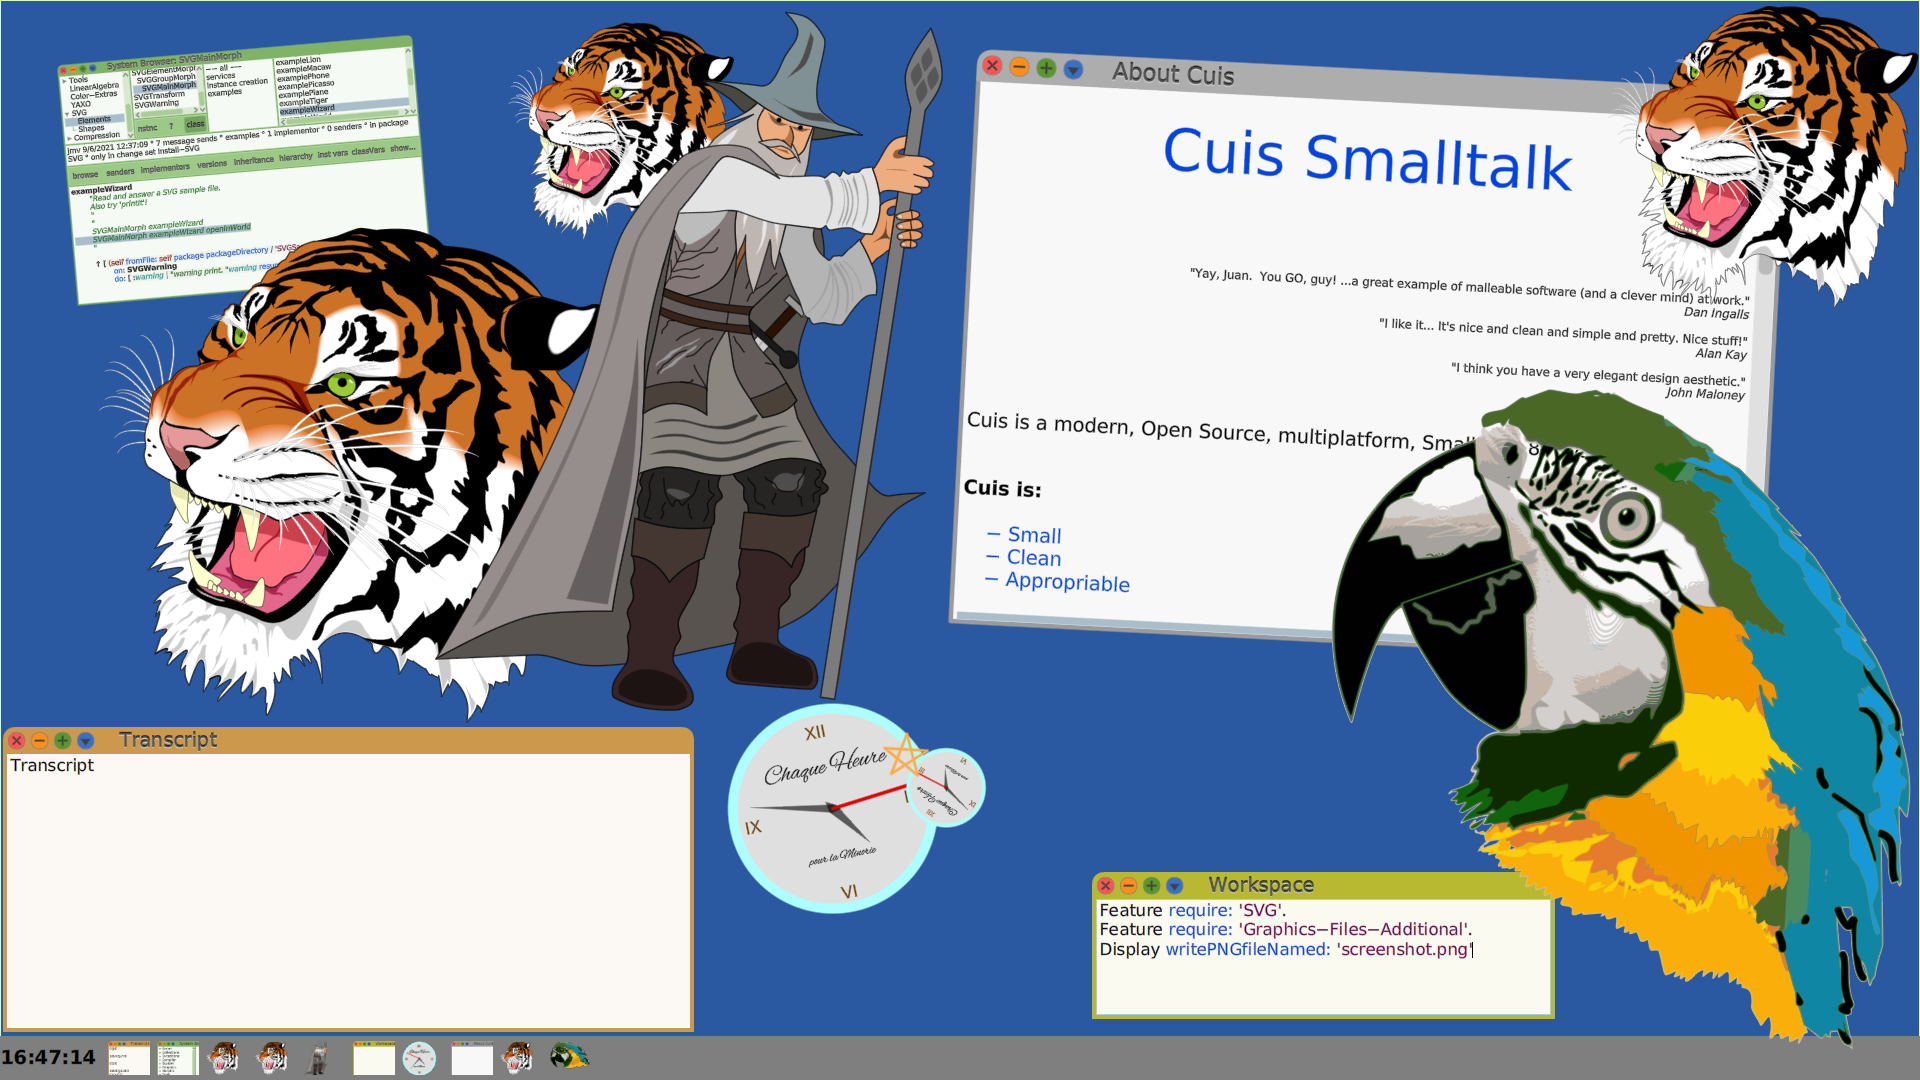 System Browser: SVGMainMorph
Tools
LinearAlgebra
Color-Extras
YAXO
SVG
Elements
Shapes
Compression
SVGElementMorph
SVGGroupMorph
SVGMainMorph
SVGTransform
SVGWarning
instnc ? class
-- all --
services
instance creation
examples
exampleLion
exampleMacaw
examplePhone
examplePicasso
examplePlane
exampleTiger
exampleWizard
jmv 9/6/2021 12:37:09 * 7 message sends * examples * 1 implementor * 0 senders * in package
SVG * only in change set Install-SVG
browse senders implementors versions inheritance hierarchy inst vars classVars show...
exampleWizard
"Read and answer a SVG sample file.
Also try 'printIt'!
"
"
SVGMainMorph exampleWizard
SVGMainMorph exampleWizard openInWorld
"
↑ [ (self fromFile: self packageDirectory /
on: SVGWarning
do: [ :warning | "warning print. "warning
About Cuis
Cuis Smalltalk
"Yay, Juan. You GO, guy! ...a great example of malleable software (and a clever mind) at work."
Dan Ingalls
"I like it... It's nice and clean and simple and pretty. Nice stuff!"
Alan Kay
"I think you have a very elegant design aesthetic."
John Maloney
Cuis is a modern, Open Source, multiplatform,
Cuis is:
– Small
– Clean
– Appropriable
Transcript
Transcript
XII
Chaque Heure
IX
pour la Minorie
VI
Workspace
Feature require: 'SVG'.
Feature require: 'Graphics-Files-Additional'.
Display writePNGfileNamed: 'screenshot.png'
16:47:14